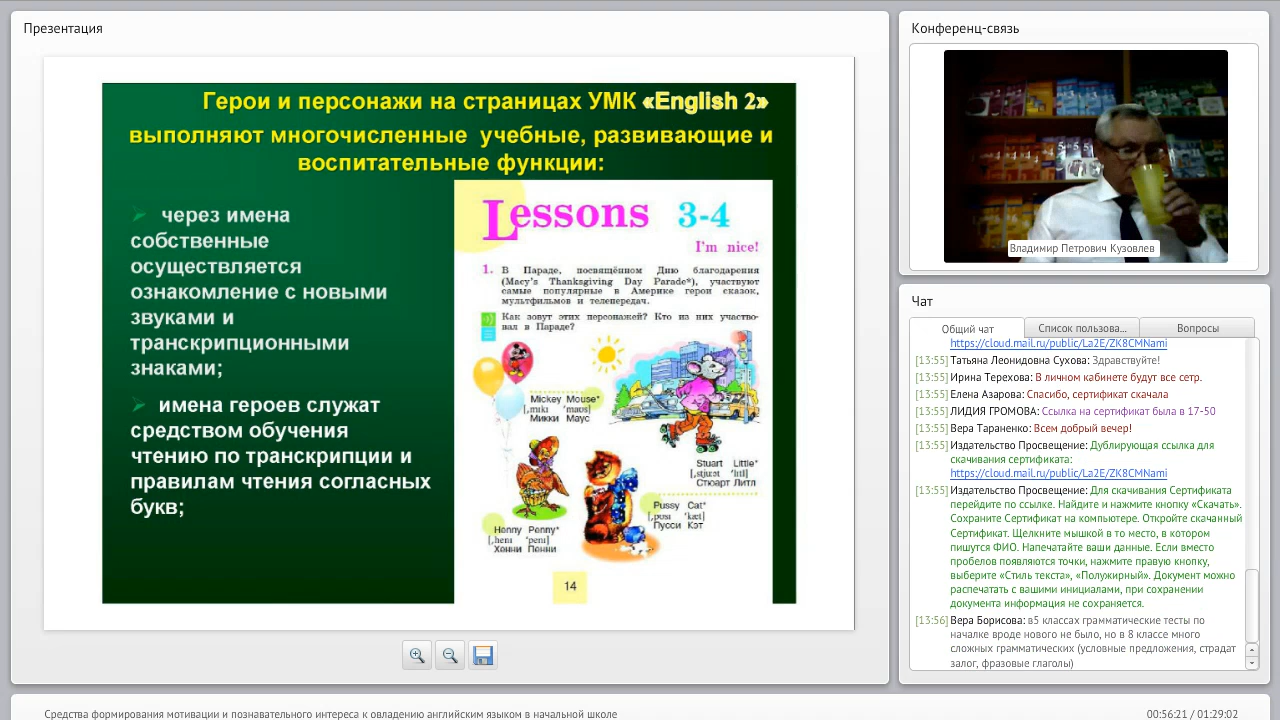 Презентация
Герои и персонажи на страницах УМК «English 2»
выполняют многочисленные учебные, развивающие и
воспитательные функции:
через имена
собственные
осуществляется
ознакомление с новыми
звуками и
транскрипционными
знаками;
имена героев служат
средством обучения
чтению по транскрипции и
правилам чтения согласных
букв;
Lessons 3-4
I'm nice!
1. В Параде, посвящённом Дню благодарения
(Macy's Thanksgiving Day Parade*), участвуют
самые популярные в Америке герои сказок,
мультфильмов и телепередач.
Как зовут этих персонажей? Кто из них участво-
вал в Параде?
Mickey Mouse*
Микки Маус
Stuart Little*
Стюарт Литл
Pussy Cat*
Пусси Кэт
Henny Penny*
Хенни Пенни
14
Конференц-связь
Владимир Петрович Кузовлев
Чат
Общий чат
Список пользова...
Вопросы
https://cloud.mail.ru/public/La2E/ZK8CMNami
[13:55] Татьяна Леонидовна Сухова: Здравствуйте!
[13:55] Ирина Терехова: В личном кабинете будут все сетр.
[13:55] Елена Азарова: Спасибо, сертификат скачала
[13:55] ЛИДИЯ ГРОМОВА: Ссылка на сертификат была в 17-50
[13:55] Вера Тараненко: Всем добрый вечер!
[13:55] Издательство Просвещение: Дублирующая ссылка для
скачивания сертификата:
https://cloud.mail.ru/public/La2E/ZK8CMNami
[13:55] Издательство Просвещение: Для скачивания Сертификата
перейдите по ссылке. Найдите и нажмите кнопку «Скачать».
Сохраните Сертификат на компьютере. Откройте скачанный
Сертификат. Щелкните мышкой в то место, в котором
пишутся ФИО. Напечатайте ваши данные. Если вместо
пробелов появляются точки, нажмите правую кнопку,
выберите «Стиль текста», «Полужирный». Документ можно
распечатать с вашими инициалами, при сохранении
документа информация не сохраняется.
[13:56] Вера Борисова: в5 классах грамматические тесты по
началке вроде нового не было, но в 8 классе много
сложных грамматических (условные предложения, страдат
залог, фразовые глаголы)
Средства формирования мотивации и познавательного интереса к овладению английским языком в начальной школе
00:56:21 / 01:29:02